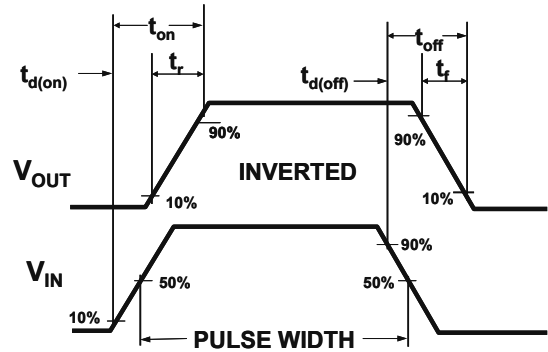 ton
toff
td(on)
tr
td(off)
tf
90%
90%
VOUT
INVERTED
10%
10%
90%
VIN
50%
50%
10%
PULSE WIDTH